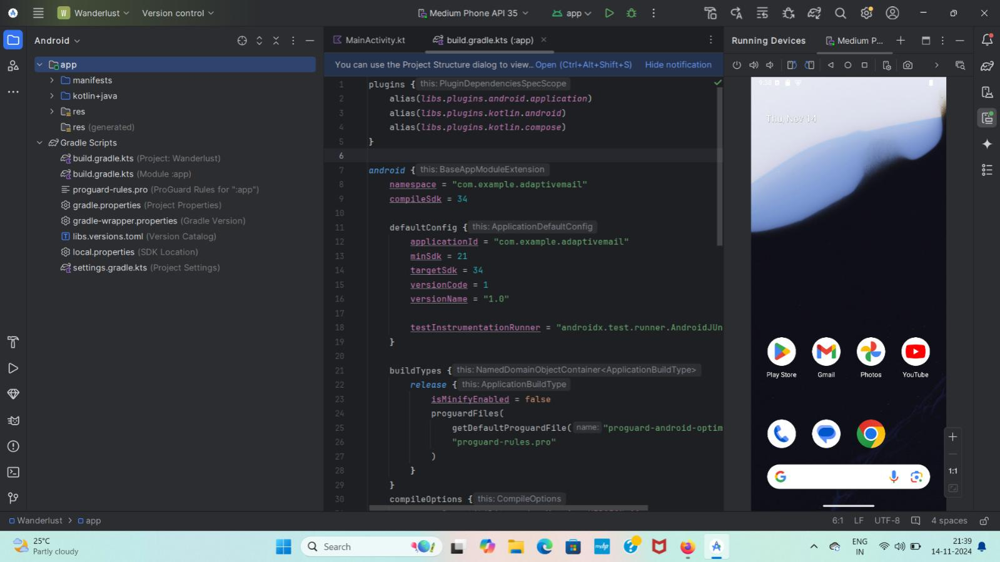 W Wanderlust
Version control
Medium Phone API 35
app
Android
app
manifests
kotlin+java
res
res (generated)
Gradle Scripts
build.gradle.kts (Project: Wanderlust)
build.gradle.kts (Module :app)
proguard-rules.pro (ProGuard Rules for ":app")
gradle.properties (Project Properties)
gradle-wrapper.properties (Gradle Version)
libs.versions.toml (Version Catalog)
local.properties (SDK Location)
settings.gradle.kts (Project Settings)
MainActivity.kt
build.gradle.kts (:app)
You can use the Project Structure dialog to view... Open (Ctrl+Alt+Shift+S) Hide notification
1 plugins { this: PluginDependenciesSpecScope
2 alias(libs.plugins.android.application)
3 alias(libs.plugins.kotlin.android)
4 alias(libs.plugins.kotlin.compose)
5 }
6
7 android { this: BaseAppModuleExtension
8 namespace = "com.example.adaptivemail"
9 compileSdk = 34
10
11 defaultConfig { this: ApplicationDefaultConfig
12 applicationId = "com.example.adaptivemail"
13 minSdk = 21
14 targetSdk = 34
15 versionCode = 1
16 versionName = "1.0"
17
18 testInstrumentationRunner = "androidx.test.runner.AndroidJUn
19 }
20
21 buildTypes { this: NamedDomainObjectContainer<ApplicationBuildType>
22 release { this: ApplicationBuildType
23 isMinifyEnabled = false
24 proguardFiles(
25 getDefaultProguardFile( name: "proguard-android-optim
26 "proguard-rules.pro"
27 )
28 }
29 }
30 compileOptions { this: CompileOptions
Running Devices
Medium P...
9:38
Thu, Nov 14
Play Store
Gmail
Photos
YouTube
1:1
Wanderlust > app
6:1 LF UTF-8 4 spaces
25°C
Partly cloudy
Search
myhp
ENG
IN
21:39
14-11-2024